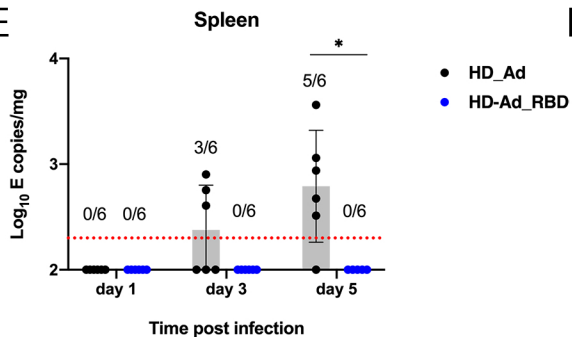 Spleen
Log10 E copies/mg
4
3
2
0/6 0/6
3/6
0/6
5/6
*
0/6
day 1 day 3 day 5
Time post infection
HD_Ad
HD-Ad_RBD